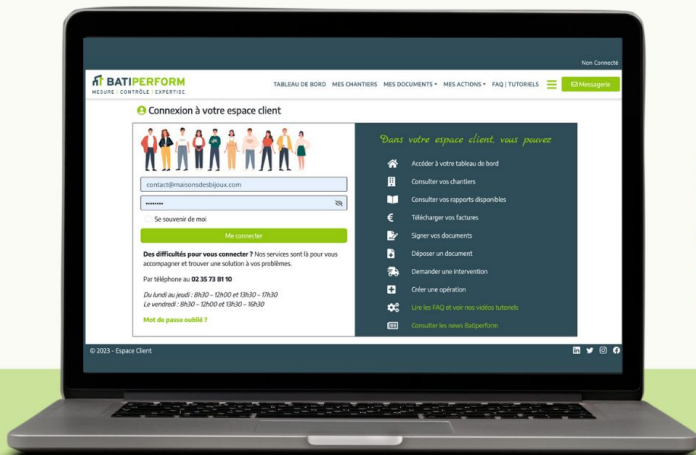 Non Connecté
BATIPERFORM
MESURE | CONTRÔLE | EXPERTISE
TABLEAU DE BORD MES CHANTIERS MES DOCUMENTS MES ACTIONS FAQ | TUTORIELS
Messagerie
Connexion à votre espace client
contact@maisonsdesbijoux.com
Se souvenir de moi
Me connecter
Des difficultés pour vous connecter ? Nos services sont là pour vous
accompagner et trouver une solution à vos problèmes.
Par téléphone au 02 35 73 81 10
Du lundi au jeudi : 8h30 – 12h00 et 13h30 – 17h30
Le vendredi : 8h30 – 12h00 et 13h30 – 16h30
Mot de passe oublié ?
Dans votre espace client, vous pouvez
Accéder à votre tableau de bord
Consulter vos chantiers
Consulter vos rapports disponibles
€ Télécharger vos factures
Signer vos documents
Déposer un document
Demander une intervention
Créer une opération
Lire les FAQ et voir nos vidéos tutoriels
Consulter les news Batiperform
© 2023 - Espace Client